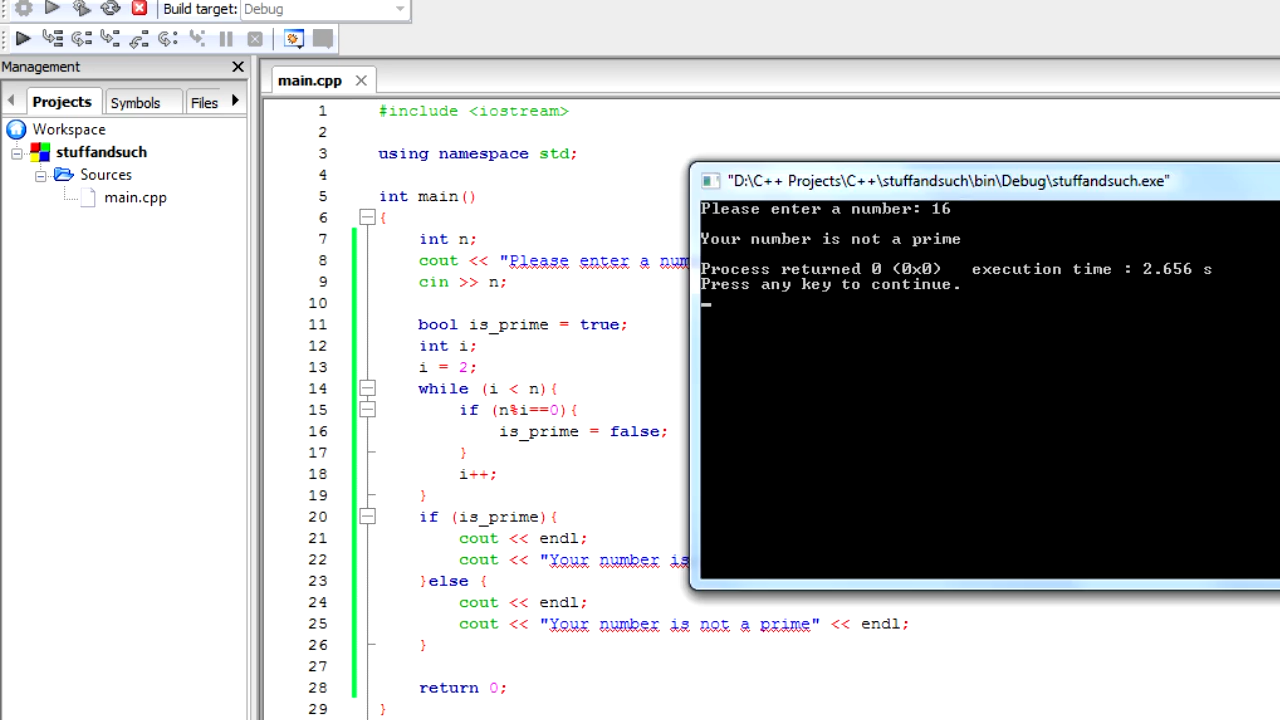 Build target: Debug
Management
Projects Symbols Files
Workspace
stuffandsuch
Sources
main.cpp
main.cpp
1 #include <iostream>
2
3 using namespace std;
4
5 int main()
6 {
7 int n;
8 cout << "Please enter a num
9 cin >> n;
10
11 bool is_prime = true;
12 int i;
13 i = 2;
14 while (i < n){
15 if (n%i==0){
16 is_prime = false;
17 }
18 i++;
19 }
20 if (is_prime){
21 cout << endl;
22 cout << "Your number is
23 }else {
24 cout << endl;
25 cout << "Your number is not a prime" << endl;
26 }
27
28 return 0;
29 }
"D:\C++ Projects\C++\stuffandsuch\bin\Debug\stuffandsuch.exe"
Please enter a number: 16
Your number is not a prime
Process returned 0 (0x0) execution time : 2.656 s
Press any key to continue.